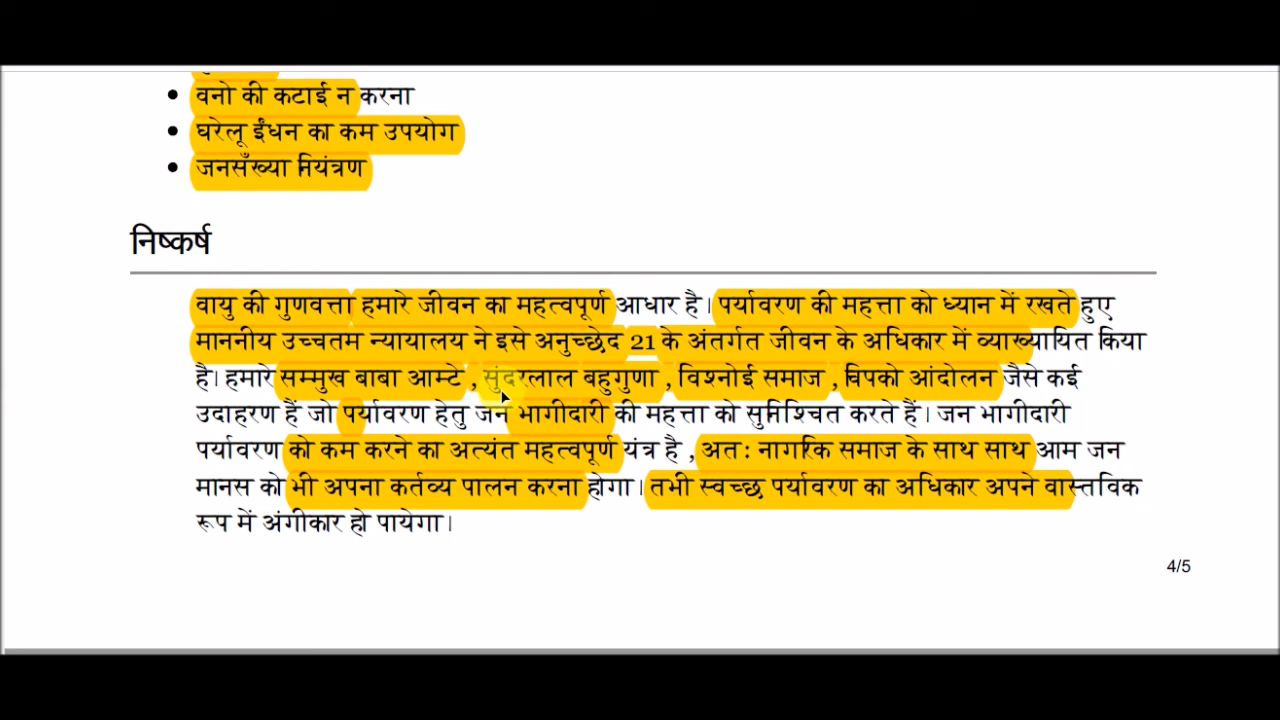 वनो की कटाई न करना
घरेलू ईंधन का कम उपयोग
जनसँख्या नियंत्रण
निष्कर्ष
वायु की गुणवत्ता हमारे जीवन का महत्वपूर्ण आधार है। पर्यावरण की महत्ता को ध्यान में रखते हुए
माननीय उच्चतम न्यायालय ने इसे अनुच्छेद 21 के अंतर्गत जीवन के अधिकार में व्याख्यायित किया
है। हमारे सम्मुख बाबा आम्टे , सुंदरलाल बहुगुणा , विश्नोई समाज , चिपको आंदोलन जैसे कई
उदाहरण हैं जो पर्यावरण हेतु जन भागीदारी की महत्ता को सुनिश्चित करते हैं। जन भागीदारी
पर्यावरण को कम करने का अत्यंत महत्वपूर्ण यंत्र है , अतः नागरिक समाज के साथ साथ आम जन
मानस को भी अपना कर्तव्य पालन करना होगा। तभी स्वच्छ पर्यावरण का अधिकार अपने वास्तविक
रूप में अंगीकार हो पायेगा।
4/5